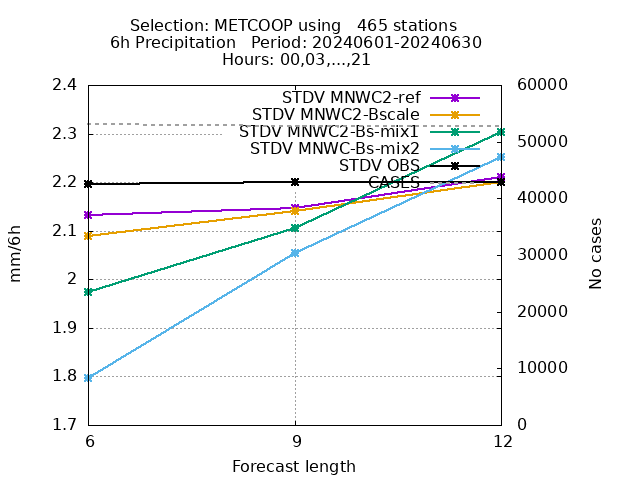 Selection: METCOOP using   465 stations
6h Precipitation   Period: 20240601-20240630
Hours: 00,03,...,21
2.4
2.3
2.2
2.1
2
1.9
1.8
1.7
mm/6h
STDV MNWC2-ref
STDV MNWC2-Bscale
STDV MNWC2-Bs-mix1
STDV MNWC-Bs-mix2
STDV OBS
CASES
60000
50000
40000
30000
20000
10000
0
No cases
6 9 12
Forecast length